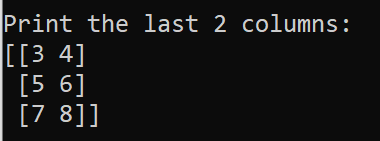 Print the last 2 columns:
[[3 4]
 [5 6]
 [7 8]]